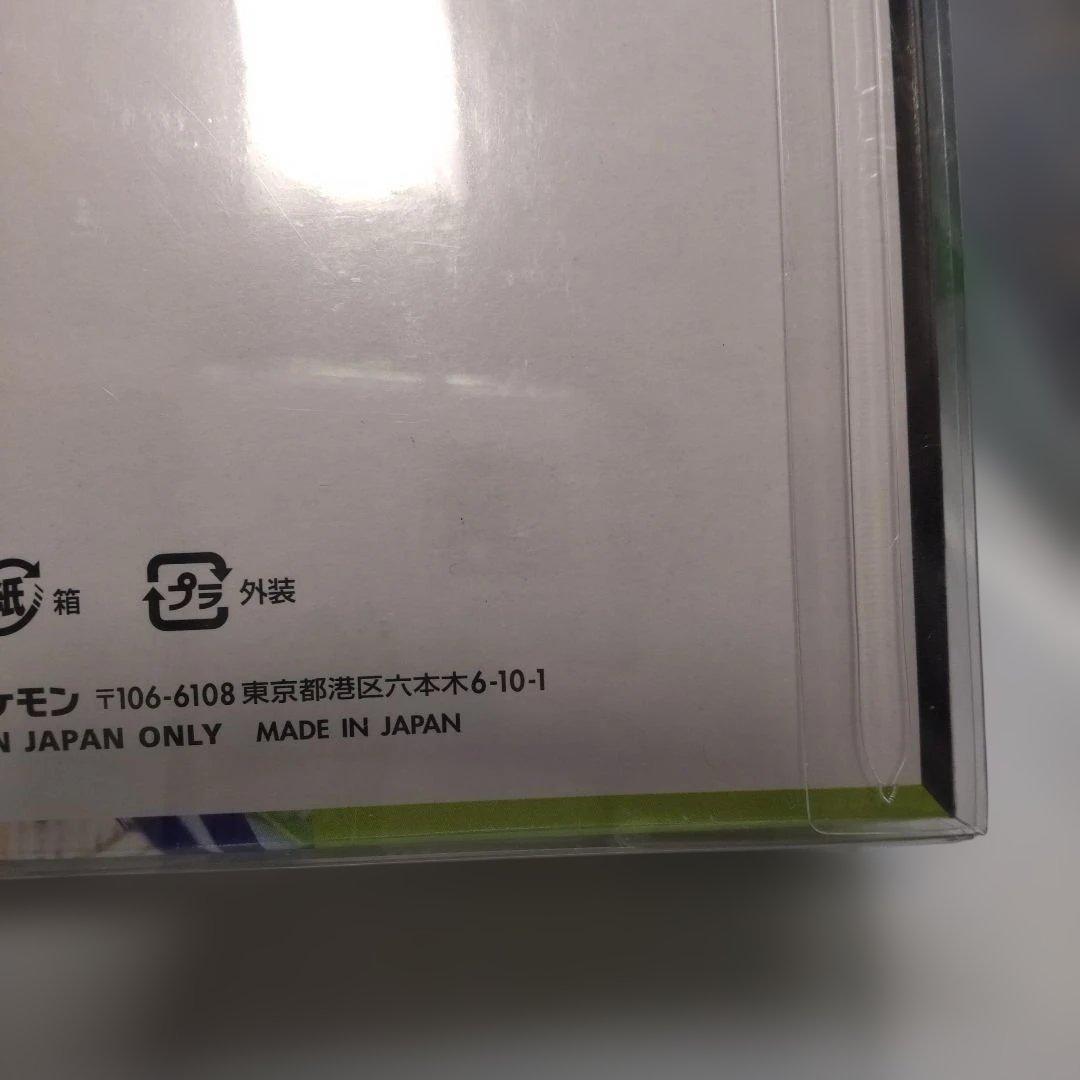 紙 箱 プラ 外装
ケモン 〒106-6108 東京都港区六本木6-10-1
N JAPAN ONLY MADE IN JAPAN